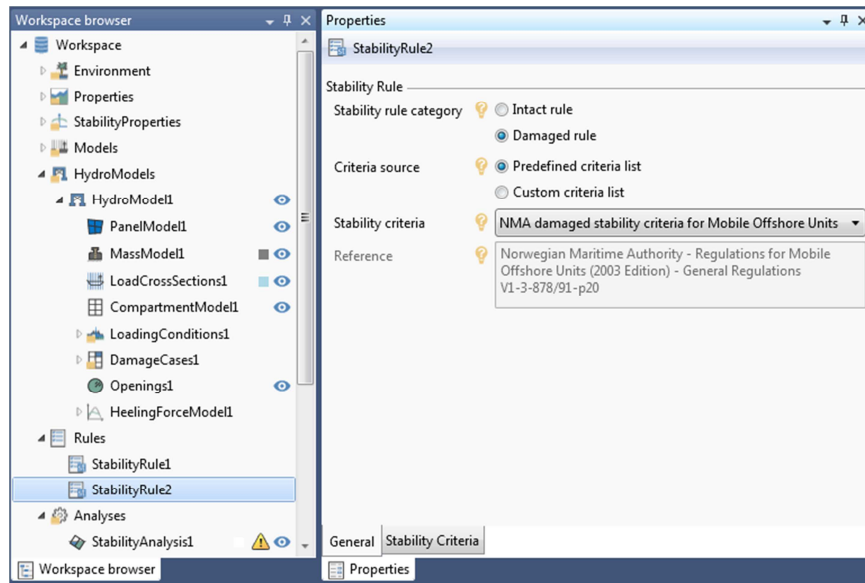 Workspace browser
Workspace
Environment
Properties
StabilityProperties
Models
HydroModels
HydroModel1
PanelModel1
MassModel1
LoadCrossSections1
CompartmentModel1
LoadingConditions1
DamageCases1
Openings1
HeelingForceModel1
Rules
StabilityRule1
StabilityRule2
Analyses
StabilityAnalysis1
Workspace browser
Properties
StabilityRule2
Stability Rule
Stability rule category
Intact rule
Damaged rule
Criteria source
Predefined criteria list
Custom criteria list
Stability criteria
NMA damaged stability criteria for Mobile Offshore Units
Reference
Norwegian Maritime Authority - Regulations for Mobile
Offshore Units (2003 Edition) - General Regulations
V1-3-878/91-p20
General
Stability Criteria
Properties